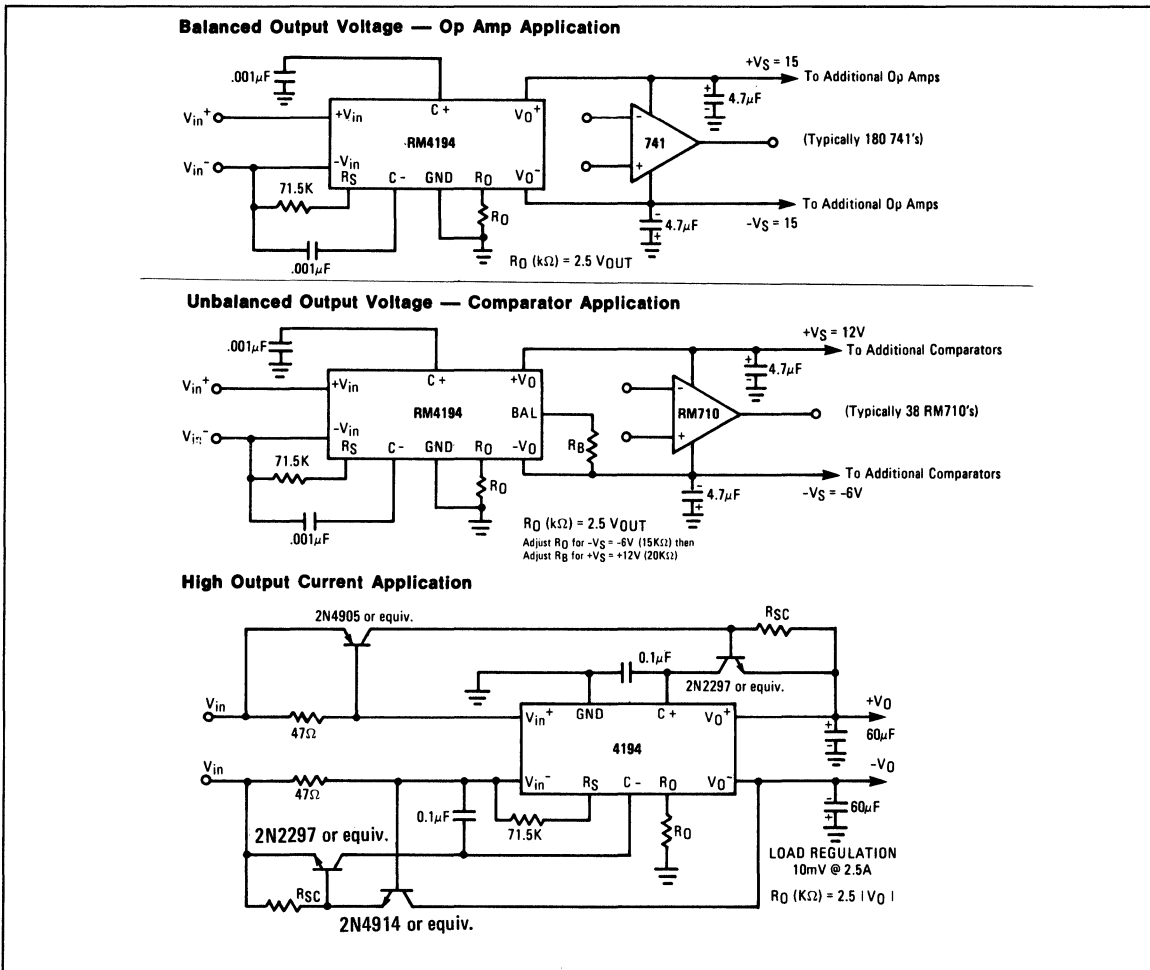 Balanced Output Voltage — Op Amp Application
+VS = 15
.001µF
To Additional Op Amps
4.7µF
Vin+
+Vin
C+
VO+
RM4194
741
(Typically 180 741's)
Vin-
-Vin
RS
C-
GND
RO
VO-
71.5K
RO
To Additional Op Amps
4.7µF
-VS = 15
.001µF
RO (kΩ) = 2.5 VOUT
Unbalanced Output Voltage — Comparator Application
+VS = 12V
.001µF
To Additional Comparators
4.7µF
Vin+
+Vin
C+
+VO
RM4194
BAL
RM710
(Typically 38 RM710's)
Vin-
-Vin
RS
C-
GND
RO
-VO
RB
71.5K
RO
To Additional Comparators
4.7µF
-VS = -6V
.001µF
RO (kΩ) = 2.5 VOUT
Adjust RO for -VS = -6V (15KΩ) then
Adjust RB for +VS = +12V (20KΩ)
High Output Current Application
2N4905 or equiv.
RSC
0.1µF
2N2297 or equiv.
Vin
47Ω
Vin+
GND
C+
VO+
+VO
60µF
4194
Vin
47Ω
Vin-
RS
C-
RO
VO-
-VO
60µF
0.1µF
71.5K
RO
2N2297 or equiv.
LOAD REGULATION
10mV @ 2.5A
RSC
RO (KΩ) = 2.5 |VO|
2N4914 or equiv.